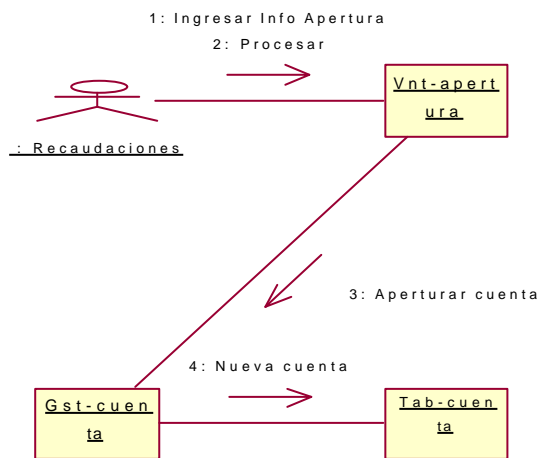 1: Ingresar Info Apertura
2: Procesar
Vnt-apert
ura
: Recaudaciones
3: Aperturar cuenta
4: Nueva cuenta
Gst-cuen
ta
Tab-cuen
ta